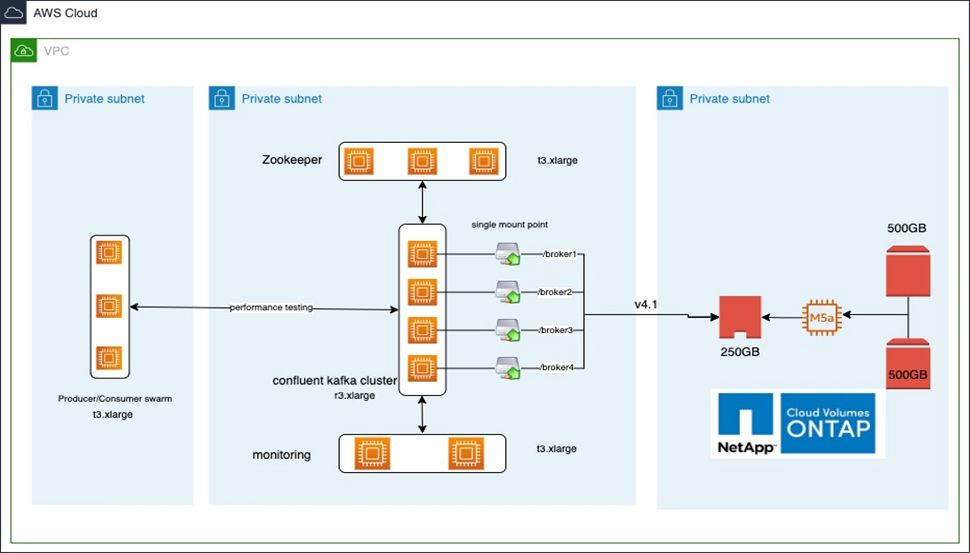 AWS Cloud
VPC
Private subnet
Private subnet
Private subnet
Zookeeper
t3.xlarge
single mount point
500GB
/broker1
/broker2
v4.1
performance testing
M5a
/broker3
250GB
/broker4
500GB
confluent kafka cluster
r3.xlarge
Producer/Consumer swarm
t3.xlarge
NetApp™
Cloud Volumes
ONTAP
monitoring
t3.xlarge